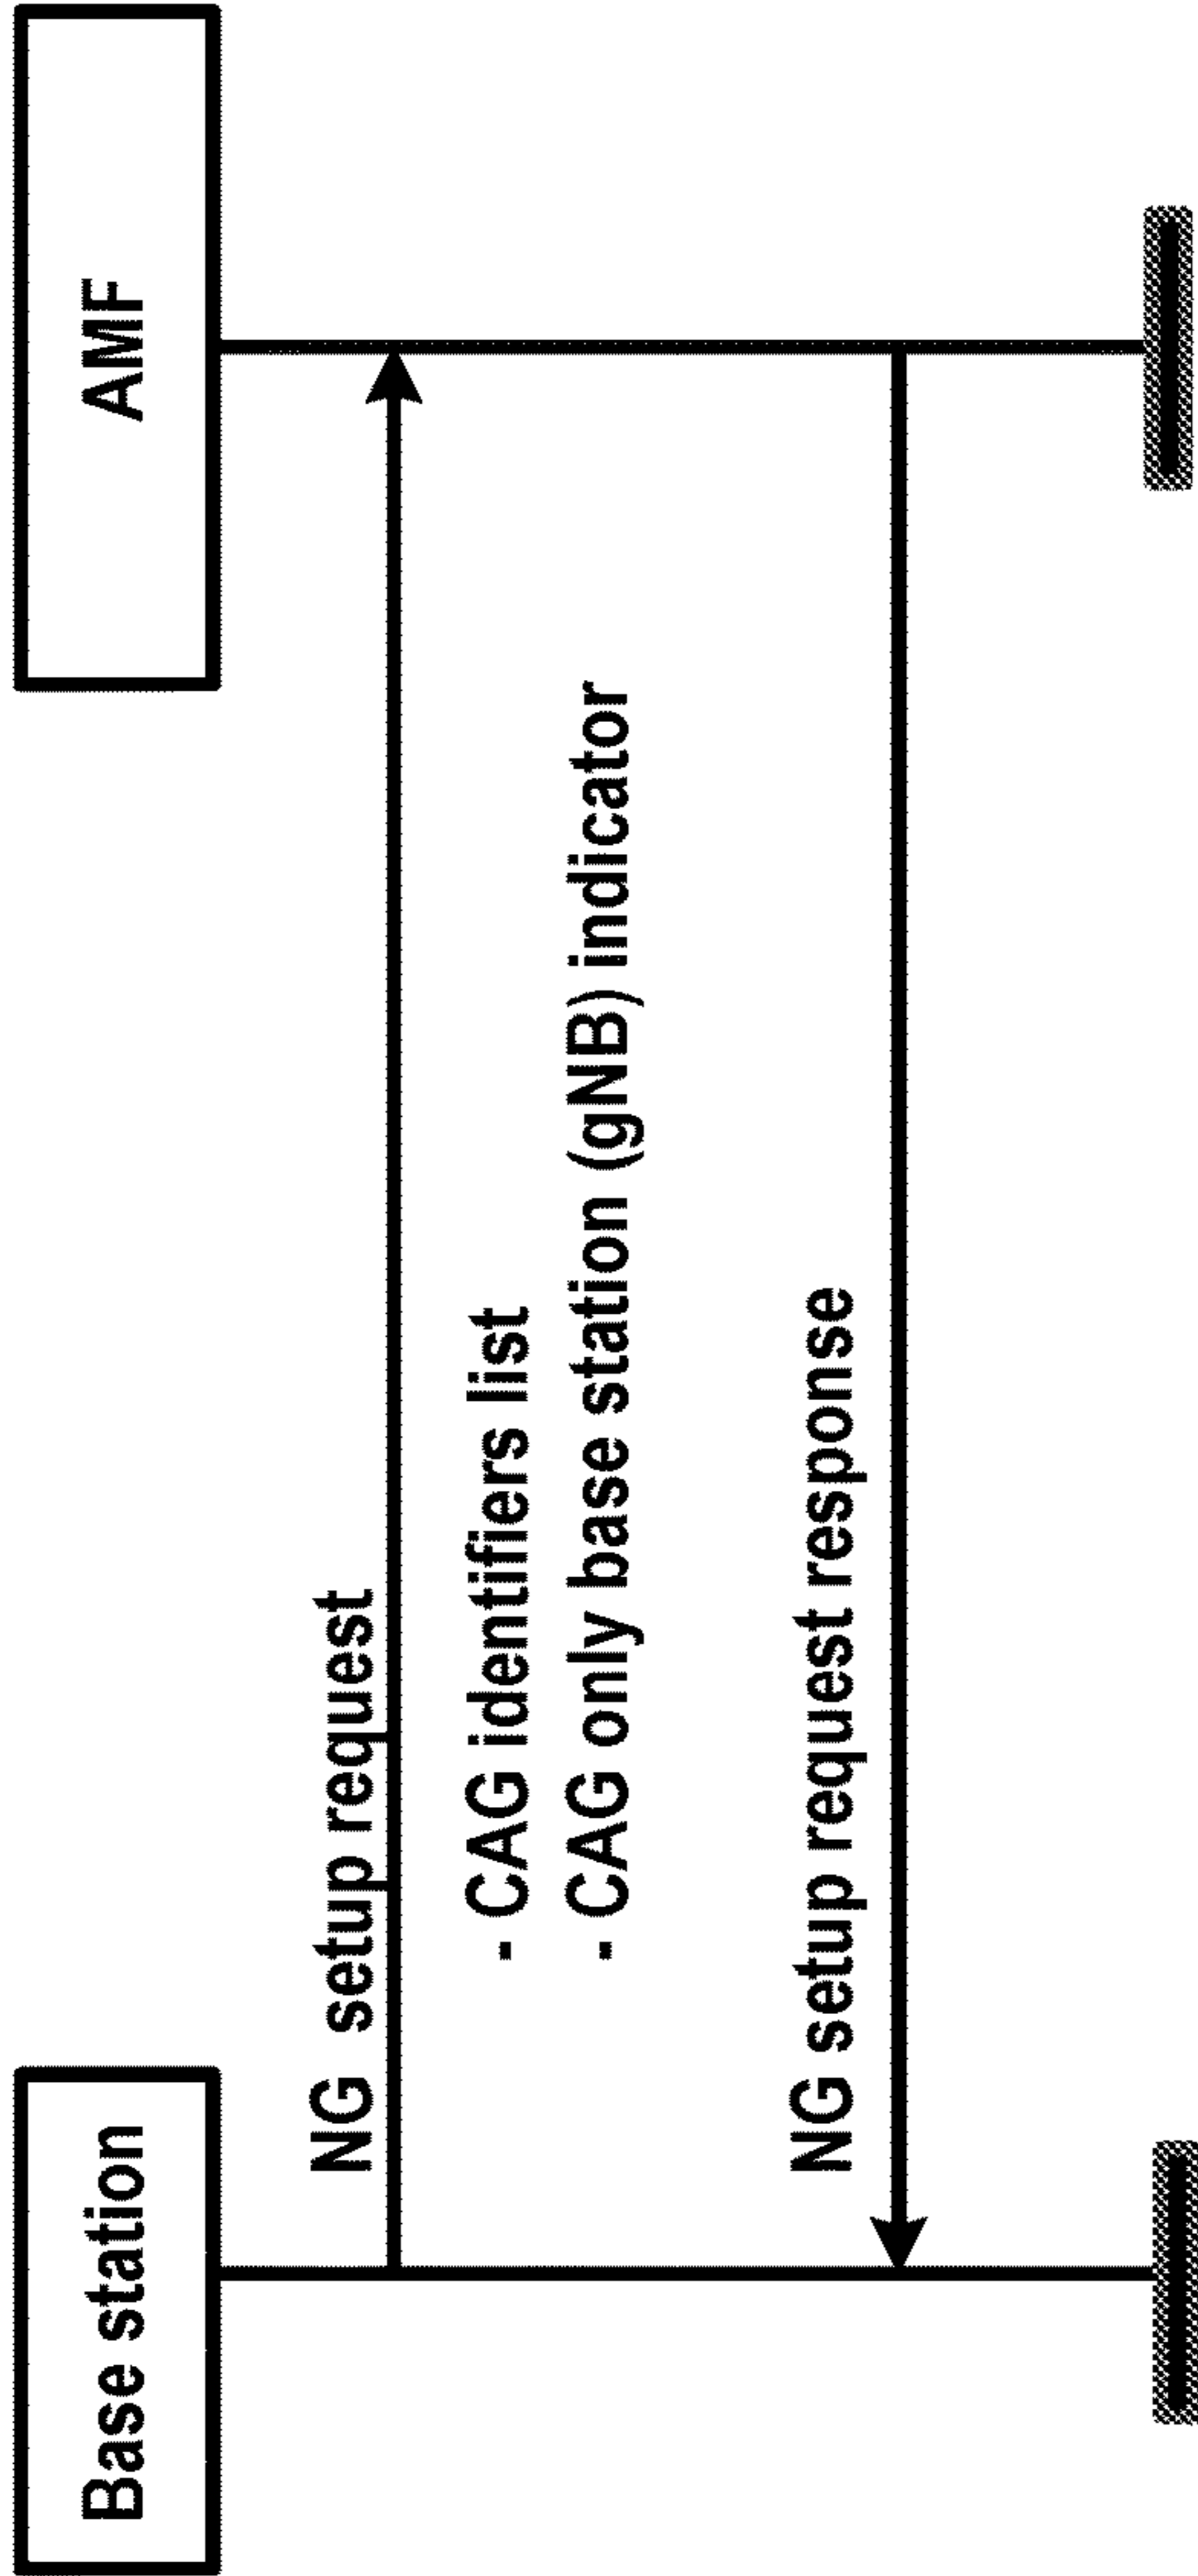 Base station
AMF
NG setup request
- CAG identifiers list
- CAG only base station (gNB) indicator
NG setup request response